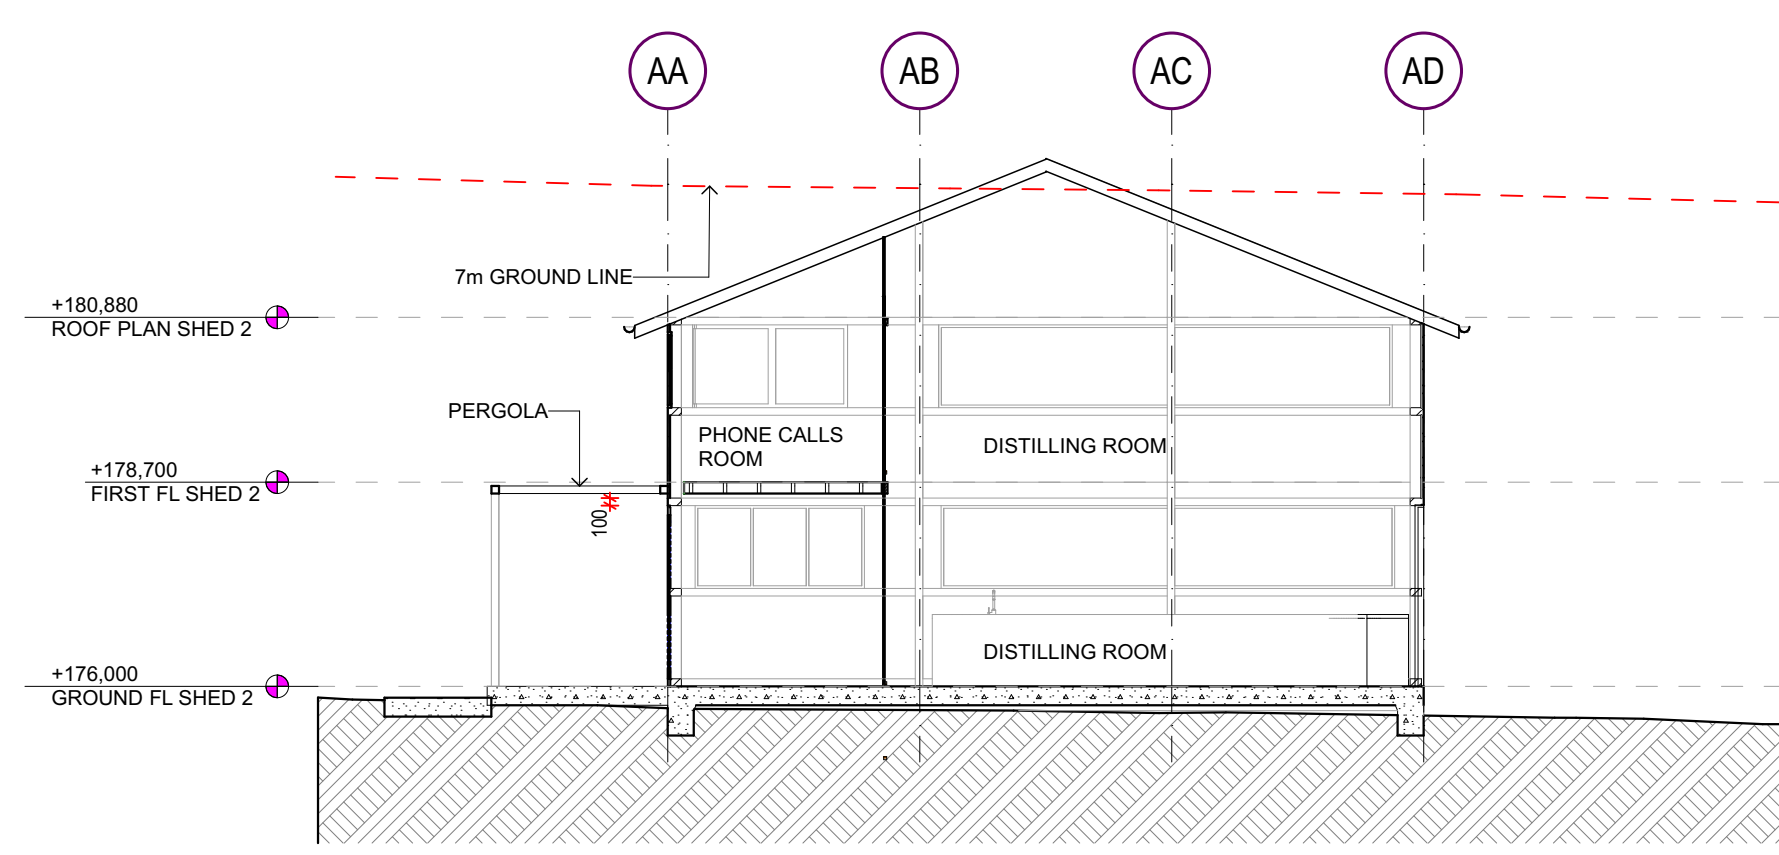 AA
AB
AC
AD
7m GROUND LINE
+180,880
ROOF PLAN SHED 2
PERGOLA
PHONE CALLS
ROOM
DISTILLING ROOM
+178,700
FIRST FL SHED 2
100
DISTILLING ROOM
+176,000
GROUND FL SHED 2